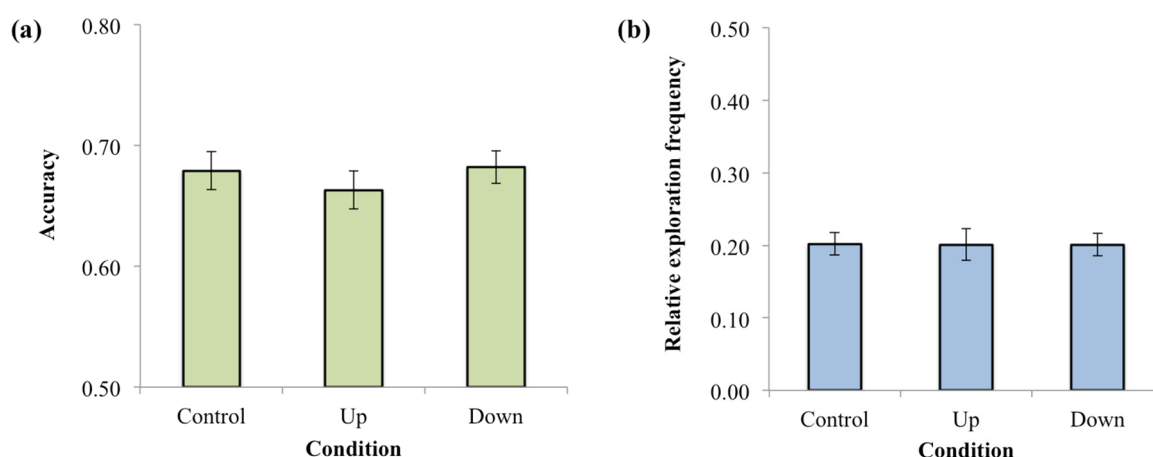 (a)
Accuracy
0.80
0.70
0.60
0.50
Control Up Down
Condition
(b)
Relative exploration frequency
0.50
0.40
0.30
0.20
0.10
0.00
Control Up Down
Condition